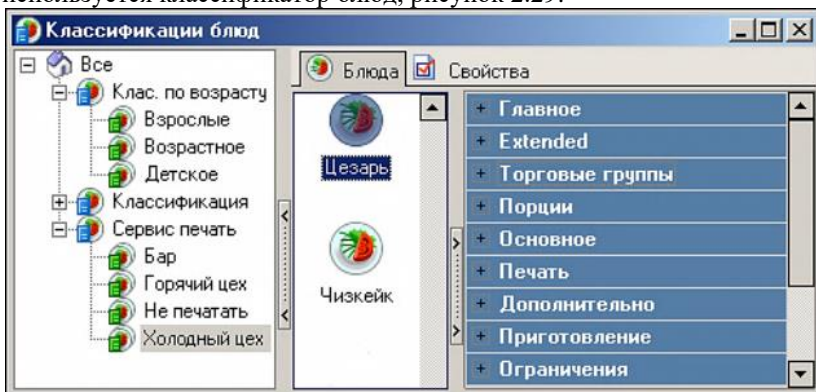 используется классификатор блюд, рисунок 2.29.
Классификации блюд
Все
Клас. по возрасту
Взрослые
Возрастное
Детское
Классификация
Сервис печать
Бар
Горячий цех
Не печатать
Холодный цех
Блюда
Свойства
Цезарь
Чизкейк
+ Главное
+ Extended
+ Торговые группы
+ Порции
+ Основное
+ Печать
+ Дополнительно
+ Приготовление
+ Ограничения